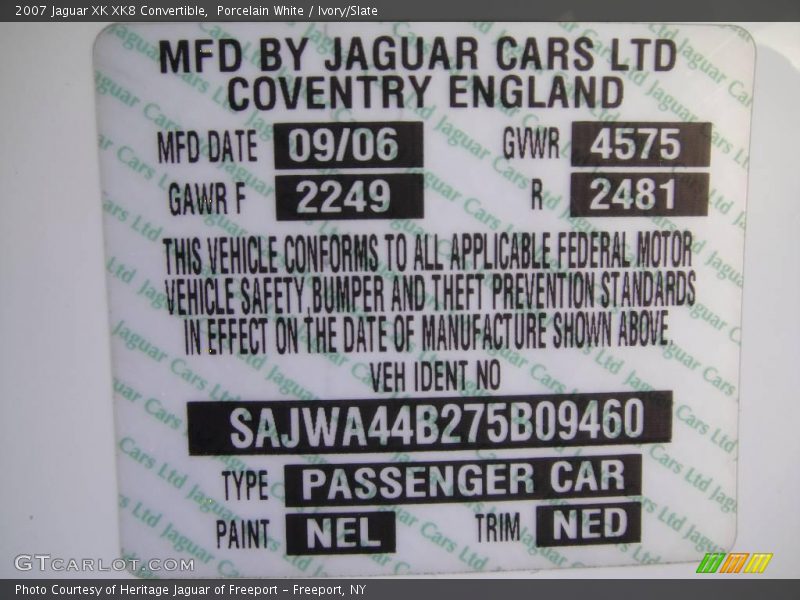 2007 Jaguar XK XK8 Convertible, Porcelain White / Ivory/Slate
MFD BY JAGUAR CARS LTD
COVENTRY ENGLAND
MFD DATE 09/06 GVWR 4575
GAWR F 2249 R 2481
THIS VEHICLE CONFORMS TO ALL APPLICABLE FEDERAL MOTOR
VEHICLE SAFETY,BUMPER AND THEFT PREVENTION STANDARDS
IN EFFECT ON THE DATE OF MANUFACTURE SHOWN ABOVE.
VEH IDENT NO
SAJWA44B275B09460
TYPE PASSENGER CAR
PAINT NEL TRIM NED
GTCARLOT.COM
Photo Courtesy of Heritage Jaguar of Freeport - Freeport, NY